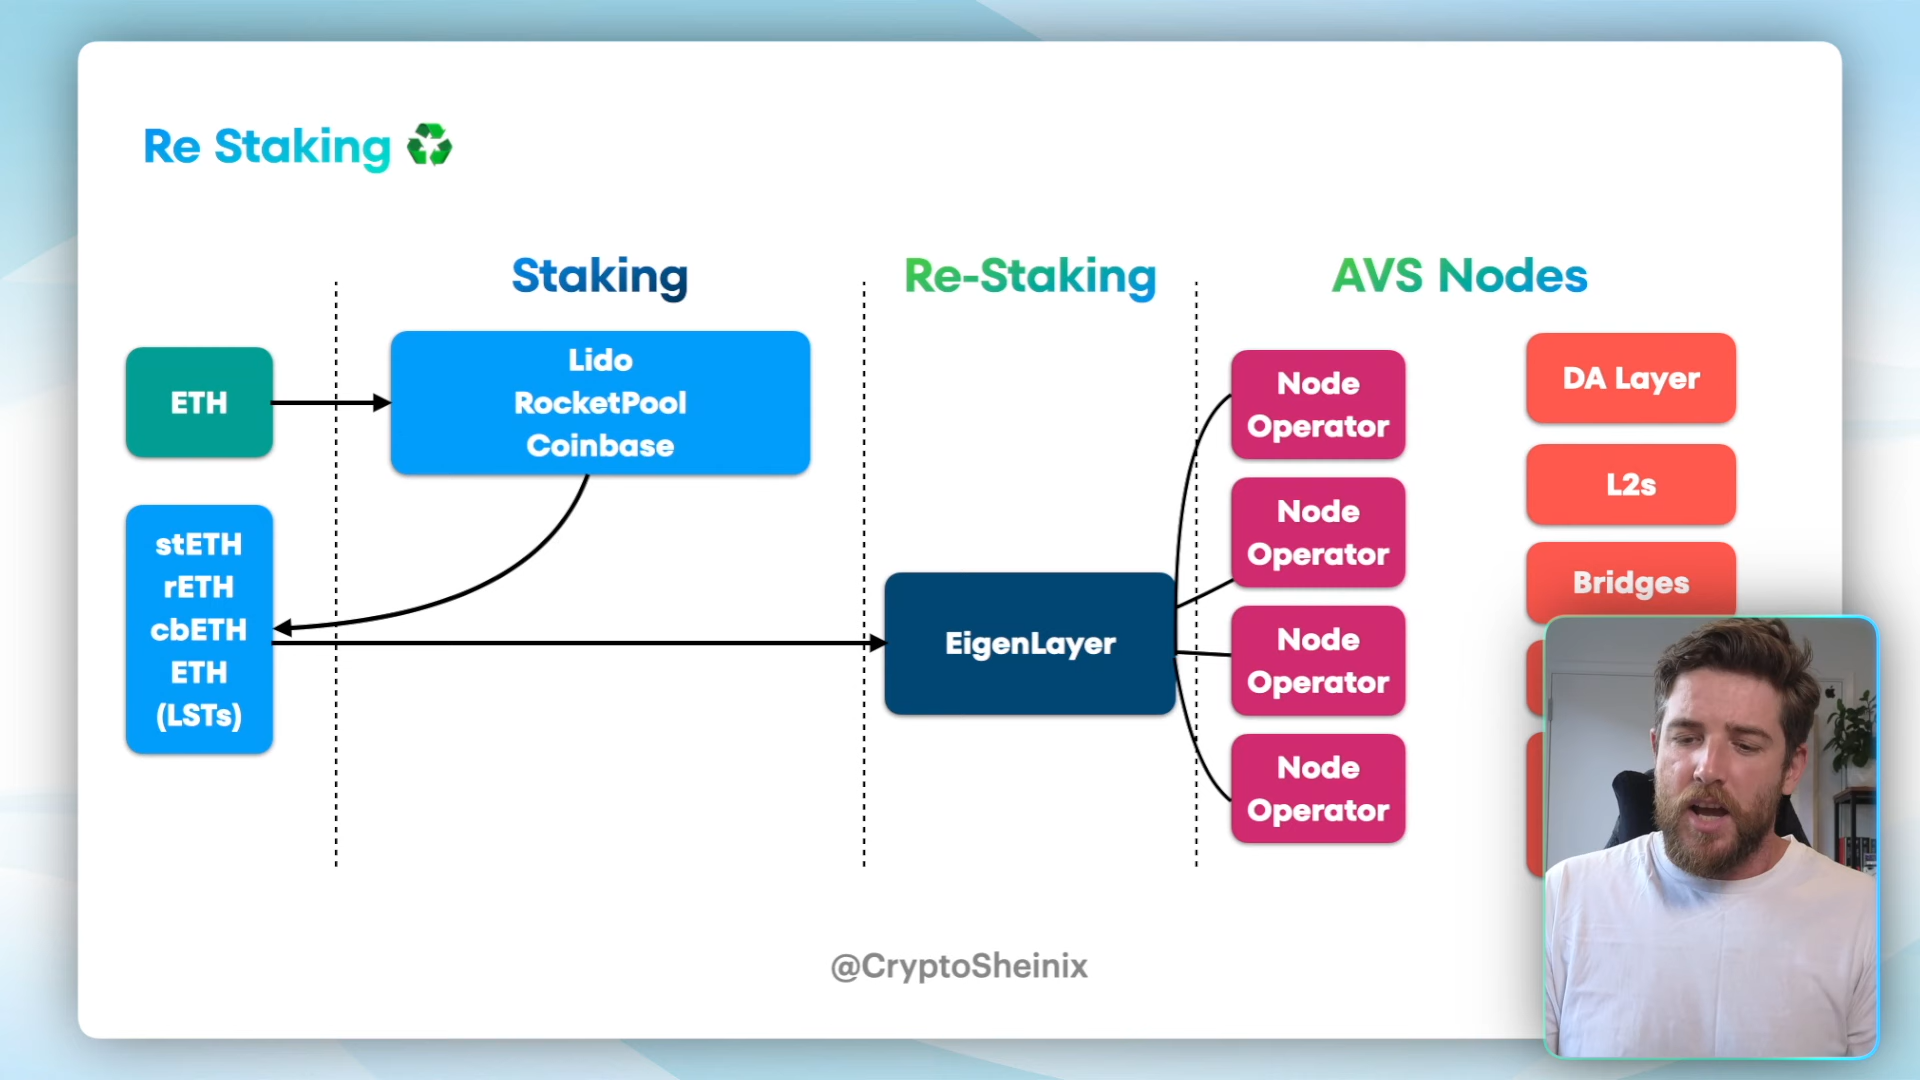 Re Staking
Staking
Re-Staking
AVS Nodes
ETH
Lido
RocketPool
Coinbase
stETH
rETH
cbETH
ETH
(LSTs)
EigenLayer
Node
Operator
Node
Operator
Node
Operator
Node
Operator
DA Layer
L2s
Bridges
@CryptoSheinix